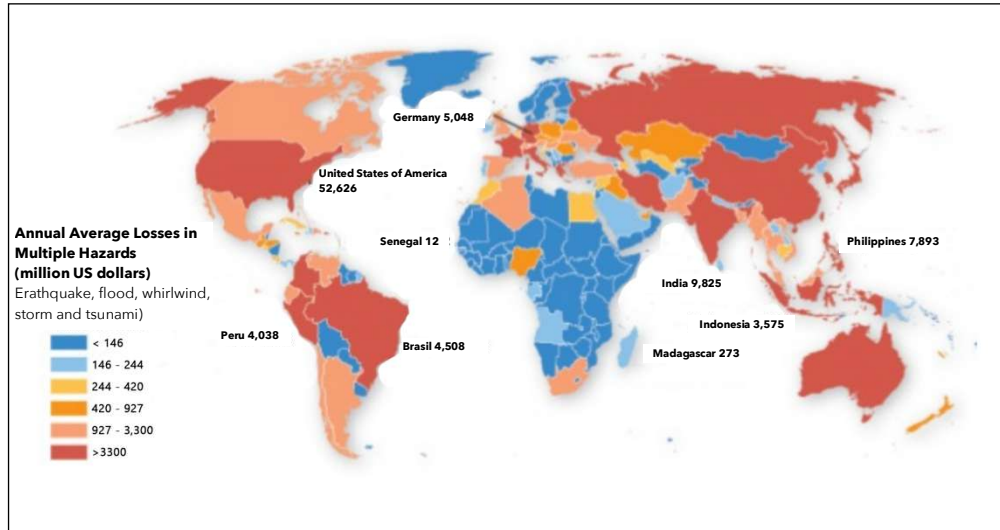 Germany 5,048
United States of America
52,626
Annual Average Losses in
Multiple Hazards
(million US dollars)
Erathquake, flood, whirlwind,
storm and tsunami)
Senegal 12
Philippines 7,893
India 9,825
Indonesia 3,575
Peru 4,038
Brasil 4,508
Madagascar 273
< 146
146 - 244
244 - 420
420 - 927
927 - 3,300
>3300